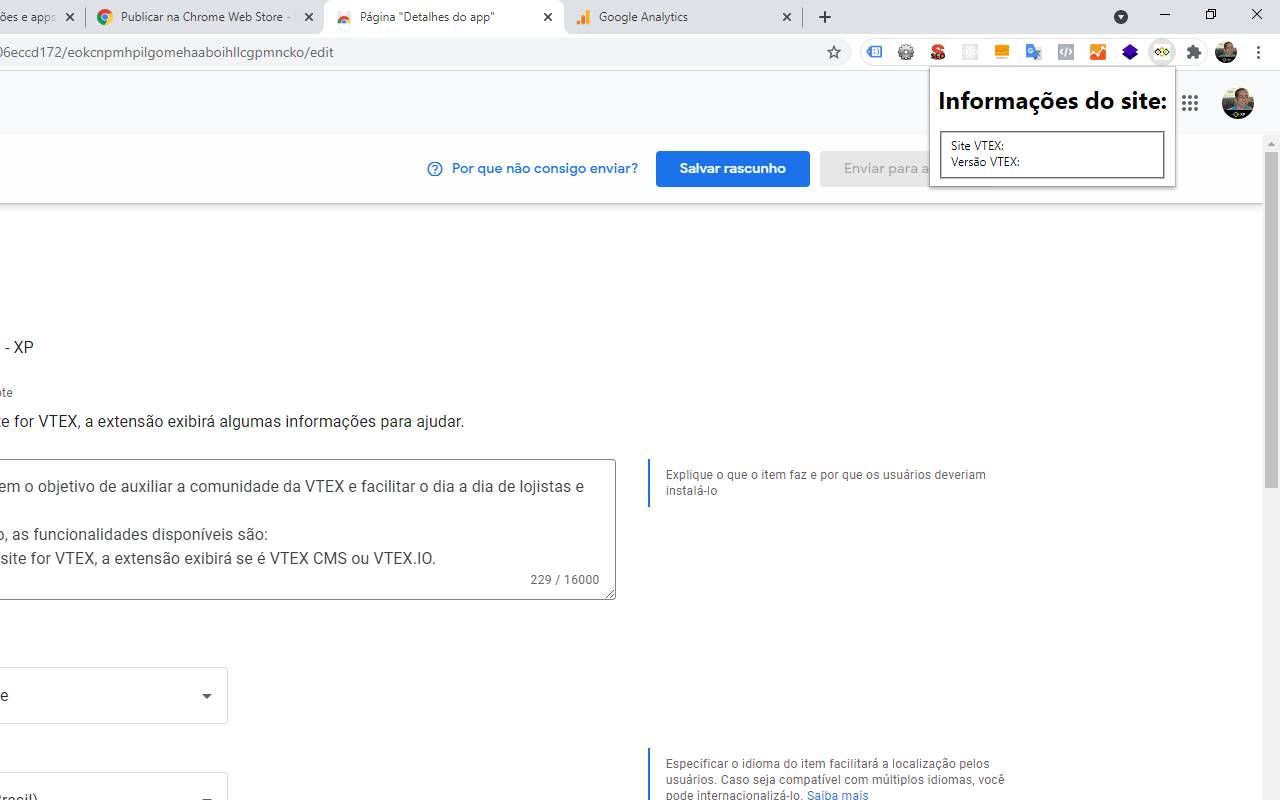 ões e apps
Publicar na Chrome Web Store -
Página "Detalhes do app"
Google Analytics
06eccd172/eokcnpmhpilgomehaaboihllcgpmncko/edit
Informações do site:
Site VTEX:
Versão VTEX:
Por que não consigo enviar?
Salvar rascunho
Enviar para a
- XP
ote
te for VTEX, a extensão exibirá algumas informações para ajudar.
em o objetivo de auxiliar a comunidade da VTEX e facilitar o dia a dia de lojistas e
o, as funcionalidades disponíveis são:
site for VTEX, a extensão exibirá se é VTEX CMS ou VTEX.IO.
229 / 16000
Explique o que o item faz e por que os usuários deveriam
instalá-lo
e
Brasil)
Especificar o idioma do item facilitará a localização pelos
usuários. Caso seja compatível com múltiplos idiomas, você
pode internacionalizá-lo. Saiba mais